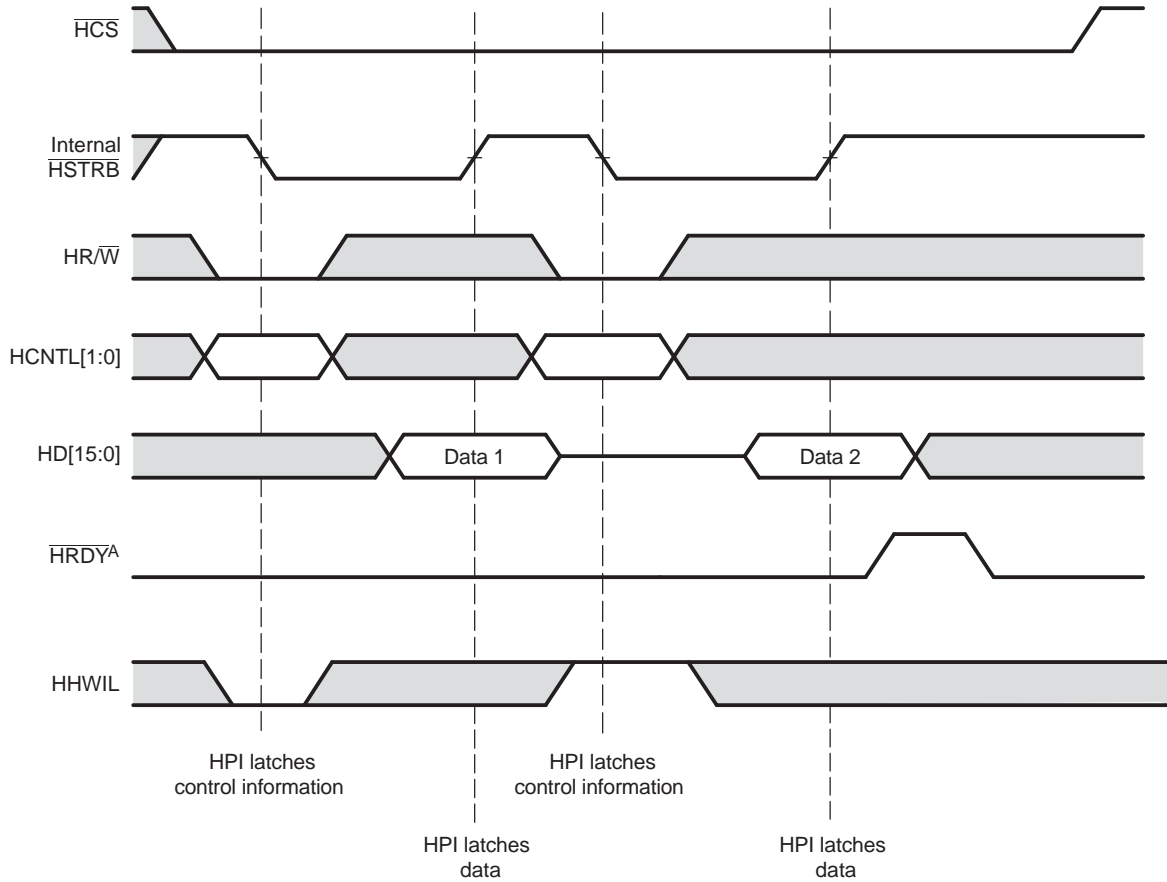 HCS
Internal
HSTRB
HR/W
HCNTL[1:0]
HD[15:0]
Data 1
Data 2
HRDYA
HHWIL
HPI latches
control information
HPI latches
control information
HPI latches
data
HPI latches
data